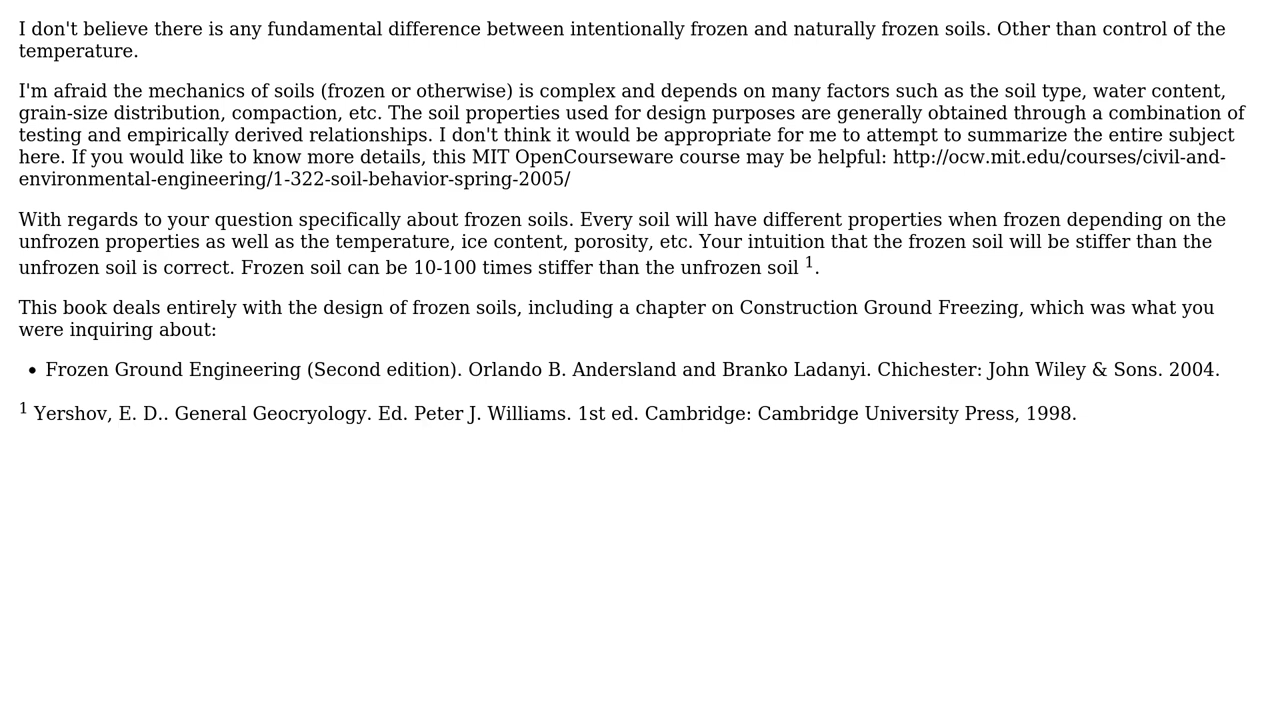 I don't believe there is any fundamental difference between intentionally frozen and naturally frozen soils. Other than control of the
temperature.
I'm afraid the mechanics of soils (frozen or otherwise) is complex and depends on many factors such as the soil type, water content,
grain-size distribution, compaction, etc. The soil properties used for design purposes are generally obtained through a combination of
testing and empirically derived relationships. I don't think it would be appropriate for me to attempt to summarize the entire subject
here. If you would like to know more details, this MIT OpenCourseware course may be helpful: http://ocw.mit.edu/courses/civil-and-
environmental-engineering/1-322-soil-behavior-spring-2005/
With regards to your question specifically about frozen soils. Every soil will have different properties when frozen depending on the
unfrozen properties as well as the temperature, ice content, porosity, etc. Your intuition that the frozen soil will be stiffer than the
unfrozen soil is correct. Frozen soil can be 10-100 times stiffer than the unfrozen soil 1.
This book deals entirely with the design of frozen soils, including a chapter on Construction Ground Freezing, which was what you
were inquiring about:
• Frozen Ground Engineering (Second edition). Orlando B. Andersland and Branko Ladanyi. Chichester: John Wiley & Sons. 2004.
1 Yershov, E. D.. General Geocryology. Ed. Peter J. Williams. 1st ed. Cambridge: Cambridge University Press, 1998.